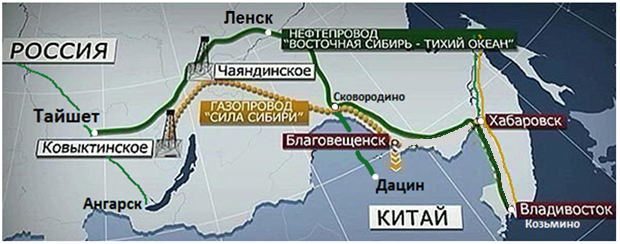 Ленск
НЕФТЕПРОВОД
"ВОСТОЧНАЯ СИБИРЬ - ТИХИЙ ОКЕАН"
РОССИЯ
Чаяндинское
Сковородино
Тайшет
ГАЗОПРОВОД
"СИЛА СИБИРИ"
Хабаровск
Ковыктинское
Благовещенск
Дацин
Ангарск
КИТАЙ
Владивосток
Козьмино